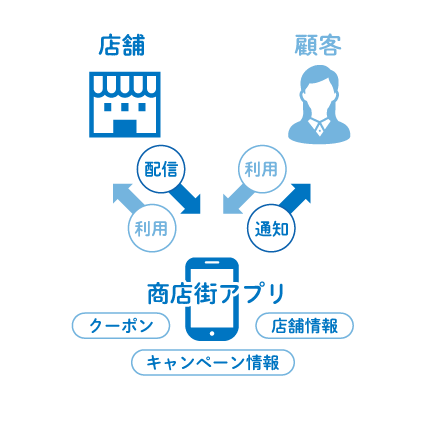 店舗
顧客
配信
利用
利用
通知
商店街アプリ
クーポン
店舗情報
キャンペーン情報